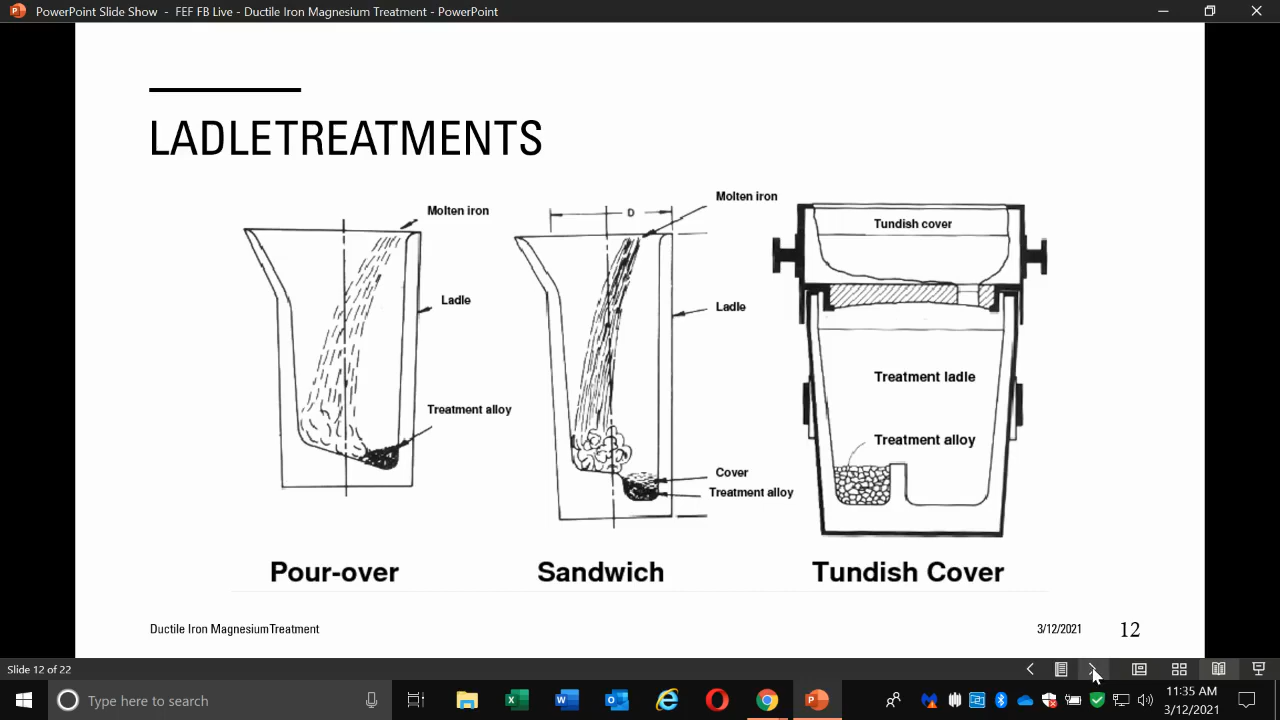 PowerPoint Slide Show - FEF FB Live - Ductile Iron Magnesium Treatment - PowerPoint
LADLETREATMENTS
Molten iron
Ladle
Treatment alloy
Pour-over
D
Molten iron
Ladle
Cover
Treatment alloy
Sandwich
Tundish cover
Treatment ladle
Treatment alloy
Tundish Cover
Ductile Iron MagnesiumTreatment
3/12/2021
12
Slide 12 of 22
Type here to search
11:35 AM
3/12/2021